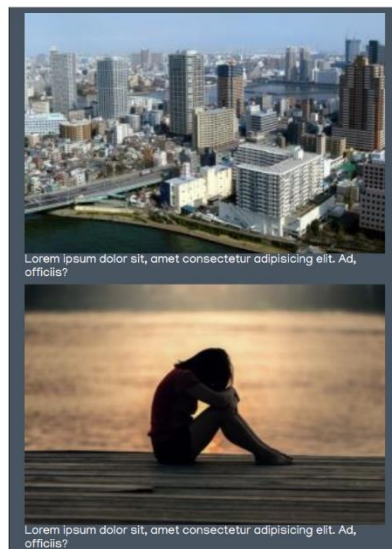 Lorem ipsum dolor sit, amet consectetur adipisicing elit. Ad,
officiis?
Lorem ipsum dolor sit, amet consectetur adipisicing elit. Ad,
officiis?